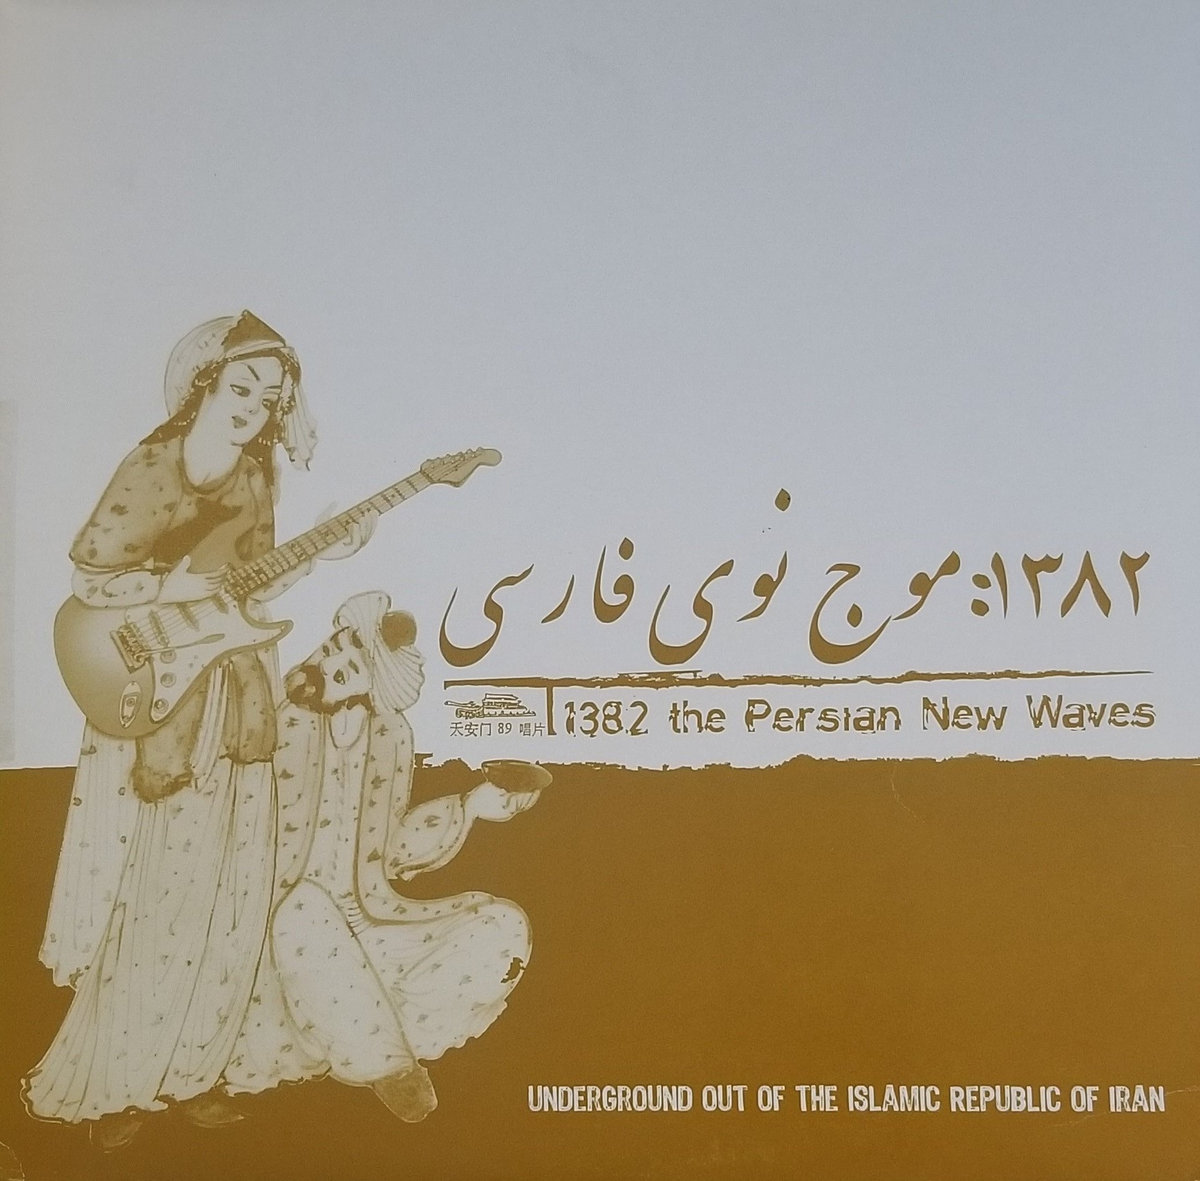 ۱۳۸۲: موج نوی فارسی
天安门 89 唱片
1382 the Persian New Waves
UNDERGROUND OUT OF THE ISLAMIC REPUBLIC OF IRAN